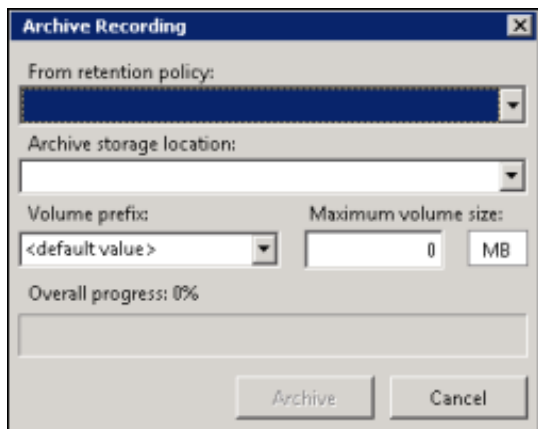 Archive Recording
From retention policy:
Archive storage location:
Volume prefix: Maximum volume size:
<default value> 0 MB
Overall progress: 0%
Archive Cancel